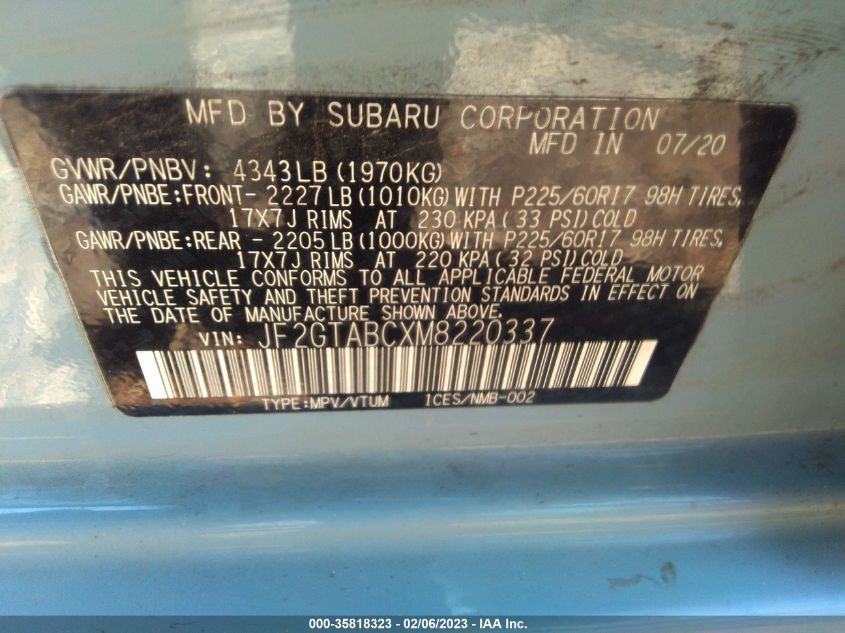 MFD BY SUBARU CORPORATION
MFD IN 07/20
GVWR/PNBV: 4343LB (1970KG)
GAWR/PNBE:FRONT- 2227 LB (1010KG) WITH P225/60R17 98H TIRES,
17X7J RIMS AT 230 KPA ( 33 PSI) COLD
GAWR/PNBE:REAR - 2205 LB (1000KG) WITH P225/60R17 98H TIRES,
17X7J RIMS AT 220 KPA ( 32 PSI) COLD
THIS VEHICLE CONFORMS TO ALL APPLICABLE FEDERAL MOTOR
VEHICLE SAFETY AND THEFT PREVENTION STANDARDS IN EFFECT ON
THE DATE OF MANUFACTURE SHOWN ABOVE.
VIN: JF2GTABCXM8220337
TYPE:MPV/VTUM ICES/NMB-002
000-35818323 - 02/06/2023 - IAA Inc.